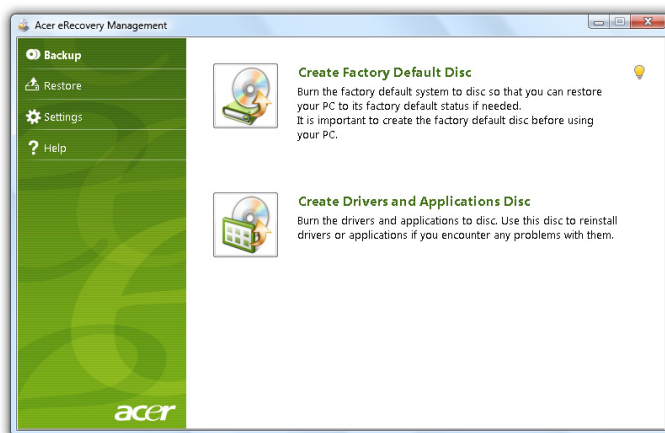 Acer eRecovery Management
Backup
Restore
Settings
Help
Create Factory Default Disc
Burn the factory default system to disc so that you can restore
your PC to its factory default status if needed.
It is important to create the factory default disc before using
your PC.
Create Drivers and Applications Disc
Burn the drivers and applications to disc. Use this disc to reinstall
drivers or applications if you encounter any problems with them.
acer